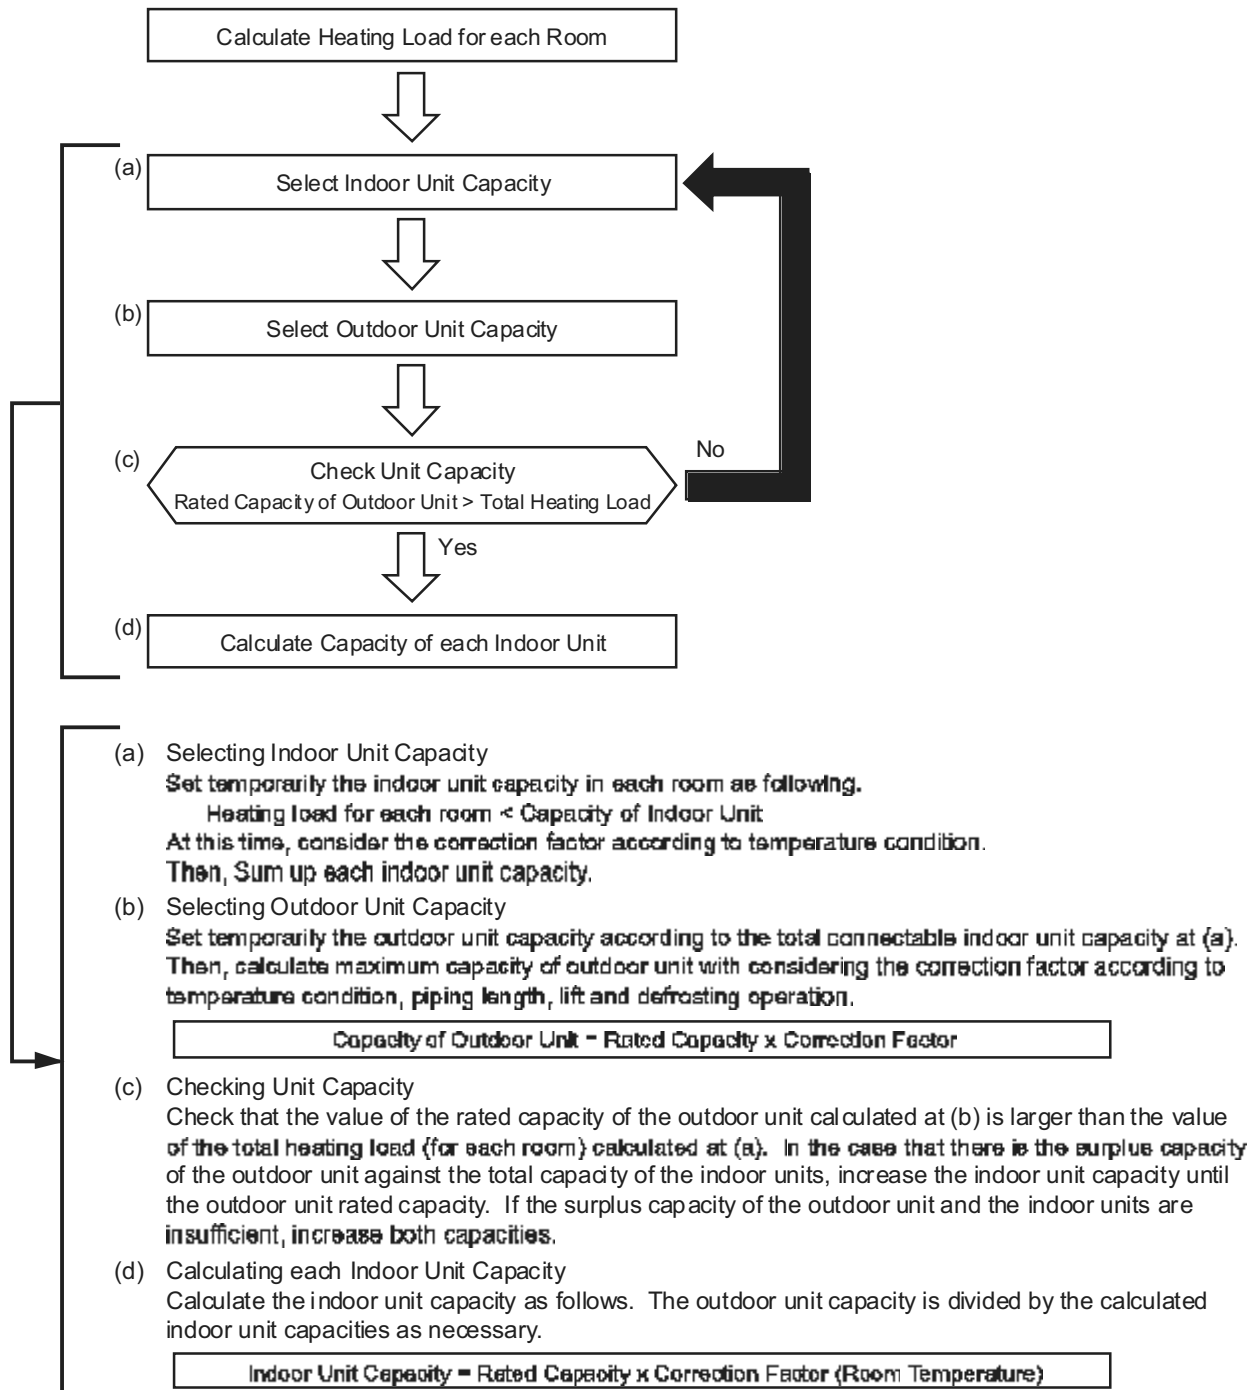 Calculate Heating Load for each Room
(a)
Select Indoor Unit Capacity
(b)
Select Outdoor Unit Capacity
(c)
Check Unit Capacity
No
Rated Capacity of Outdoor Unit > Total Heating Load
Yes
(d)
Calculate Capacity of each Indoor Unit
(a) Selecting Indoor Unit Capacity
Set temporarily the indoor unit capacity in each room as following.
Heating load for each room < Capacity of Indoor Unit
At this time, consider the correction factor according to temperature condition.
Then, Sum up each indoor unit capacity.
(b) Selecting Outdoor Unit Capacity
Set temporarily the outdoor unit capacity according to the total connectable indoor unit capacity at (a).
Then, calculate maximum capacity of outdoor unit with considering the correction factor according to
temperature condition, piping length, lift and defrosting operation.
Capacity of Outdoor Unit = Rated Capacity x Correction Factor
(c) Checking Unit Capacity
Check that the value of the rated capacity of the outdoor unit calculated at (b) is larger than the value
of the total heating load (for each room) calculated at (a). In the case that there is the surplus capacity
of the outdoor unit against the total capacity of the indoor units, increase the indoor unit capacity until
the outdoor unit rated capacity. If the surplus capacity of the outdoor unit and the indoor units are
insufficient, increase both capacities.
(d) Calculating each Indoor Unit Capacity
Calculate the indoor unit capacity as follows. The outdoor unit capacity is divided by the calculated
indoor unit capacities as necessary.
Indoor Unit Capacity = Rated Capacity x Correction Factor (Room Temperature)